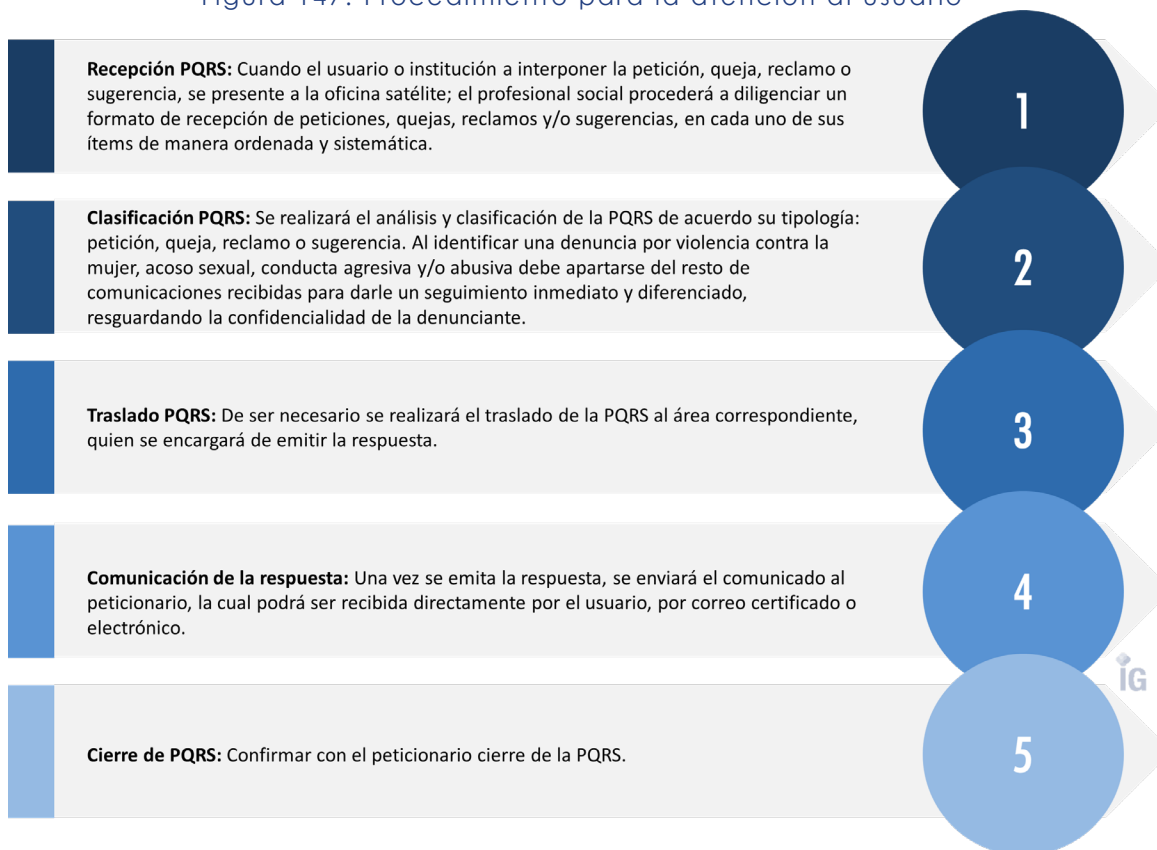 Figura 147. Procedimiento para la atención al usuario
Recepción PQRS: Cuando el usuario o institución a interponer la petición, queja, reclamo o
sugerencia, se presente a la oficina satélite; el profesional social procederá a diligenciar un
formato de recepción de peticiones, quejas, reclamos y/o sugerencias, en cada uno de sus
ítems de manera ordenada y sistemática.
1
Clasificación PQRS: Se realizará el análisis y clasificación de la PQRS de acuerdo su tipología:
petición, queja, reclamo o sugerencia. Al identificar una denuncia por violencia contra la
mujer, acoso sexual, conducta agresiva y/o abusiva debe apartarse del resto de
comunicaciones recibidas para darle un seguimiento inmediato y diferenciado,
resguardando la confidencialidad de la denunciante.
2
Traslado PQRS: De ser necesario se realizará el traslado de la PQRS al área correspondiente,
quien se encargará de emitir la respuesta.
3
Comunicación de la respuesta: Una vez se emita la respuesta, se enviará el comunicado al
peticionario, la cual podrá ser recibida directamente por el usuario, por correo certificado o
electrónico.
4
iG
Cierre de PQRS: Confirmar con el peticionario cierre de la PQRS.
5